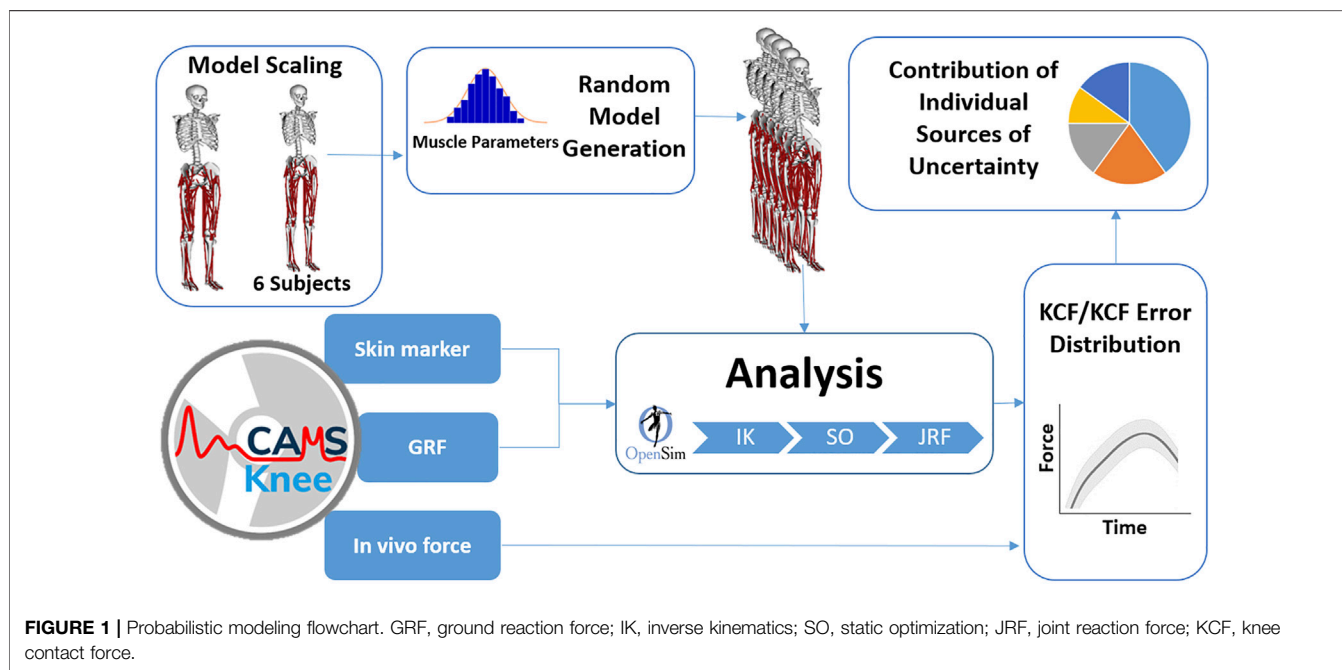 Model Scaling
6 Subjects
Muscle Parameters
Random
Model
Generation
Contribution of
Individual
Sources of
Uncertainty
CAMS
Knee
Skin marker
GRF
In vivo force
Analysis
OpenSim
IK
SO
JRF
KCF/KCF Error
Distribution
Force
Time
FIGURE 1 | Probabilistic modeling flowchart. GRF, ground reaction force; IK, inverse kinematics; SO, static optimization; JRF, joint reaction force; KCF, knee
contact force.